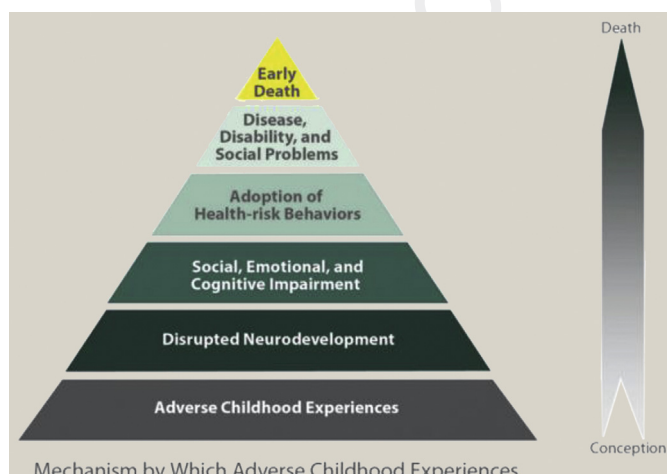 Death
Early
Death
Disease,
Disability, and
Social Problems
Adoption of
Health-risk Behaviors
Social, Emotional, and
Cognitive Impairment
Disrupted Neurodevelopment
Adverse Childhood Experiences
Conception
Mechanism by Which Adverse Childhood Experiences